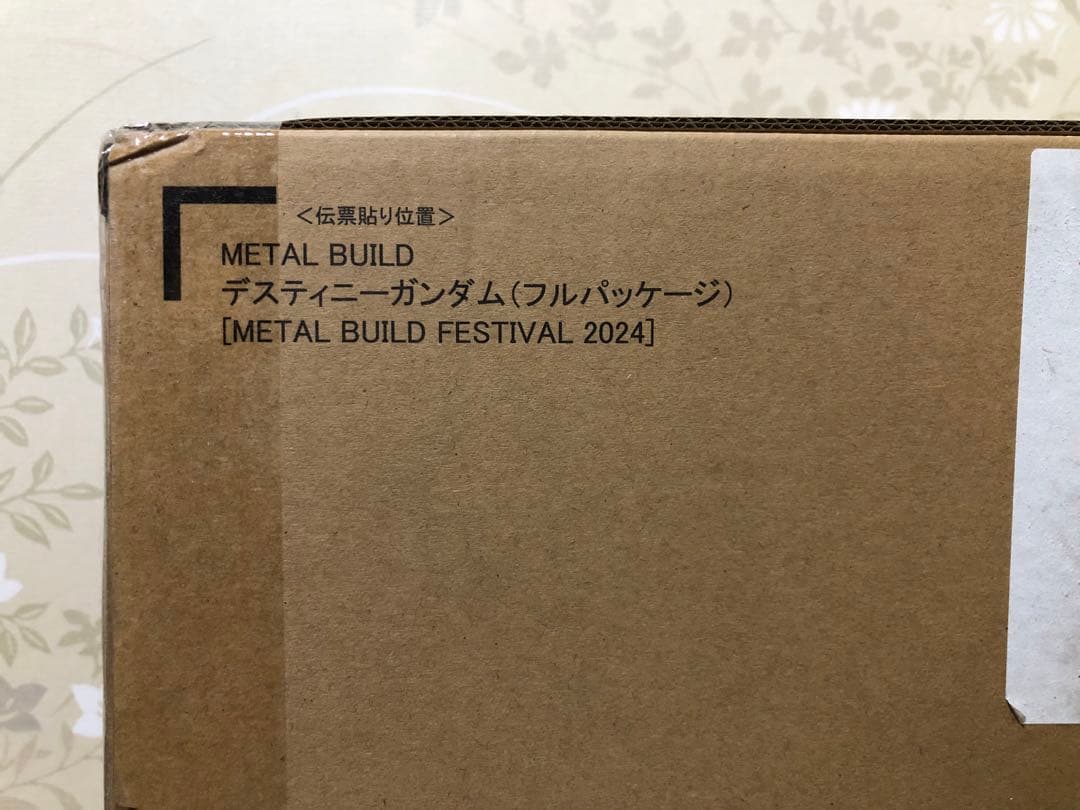 ＜伝票貼り位置＞
METAL BUILD
デスティニーガンダム（フルパッケージ）
[METAL BUILD FESTIVAL 2024]